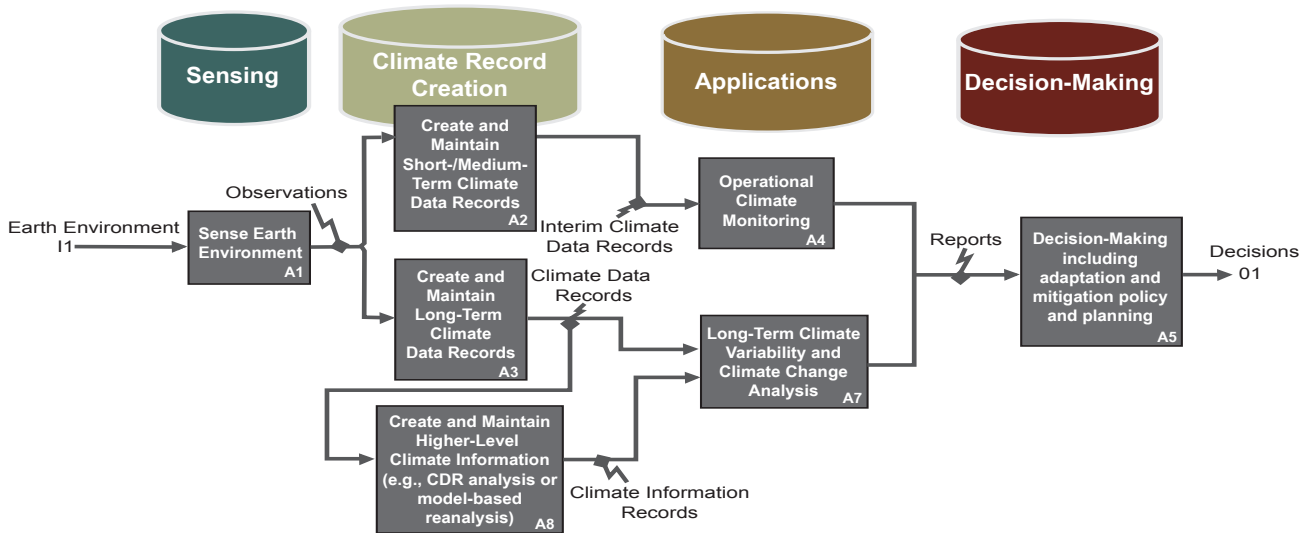 Sensing
Climate Record
Creation
Applications
Decision-Making
Create and
Maintain
Short-/Medium-
Term Climate
Data Records
A2
Observations
Earth Environment
I1
Sense Earth
Environment
A1
Interim Climate
Data Records
Operational
Climate
Monitoring
A4
Reports
Decision-Making
including
adaptation and
mitigation policy
and planning
A5
Decisions
01
Create and
Maintain
Long-Term
Climate
Data Records
A3
Climate Data
Records
Long-Term Climate
Variability and
Climate Change
Analysis
A7
Create and Maintain
Higher-Level
Climate Information
(e.g., CDR analysis or
model-based
reanalysis)
A8
Climate Information
Records